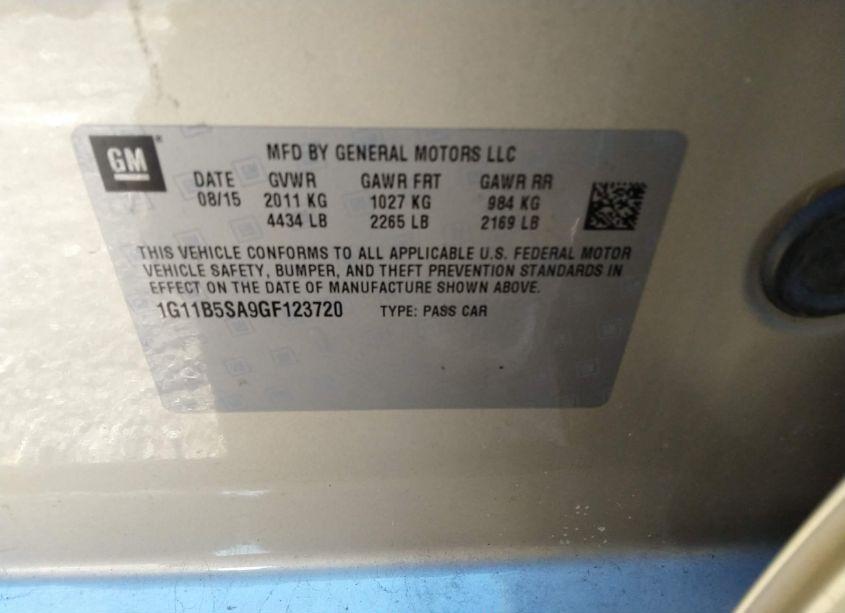 GM
MFD BY GENERAL MOTORS LLC
DATE GVWR GAWR FRT GAWR RR
08/15 2011 KG 1027 KG 984 KG
4434 LB 2265 LB 2169 LB
THIS VEHICLE CONFORMS TO ALL APPLICABLE U.S. FEDERAL MOTOR
VEHICLE SAFETY, BUMPER, AND THEFT PREVENTION STANDARDS IN
EFFECT ON THE DATE OF MANUFACTURE SHOWN ABOVE.
1G11B5SA9GF123720 TYPE: PASS CAR